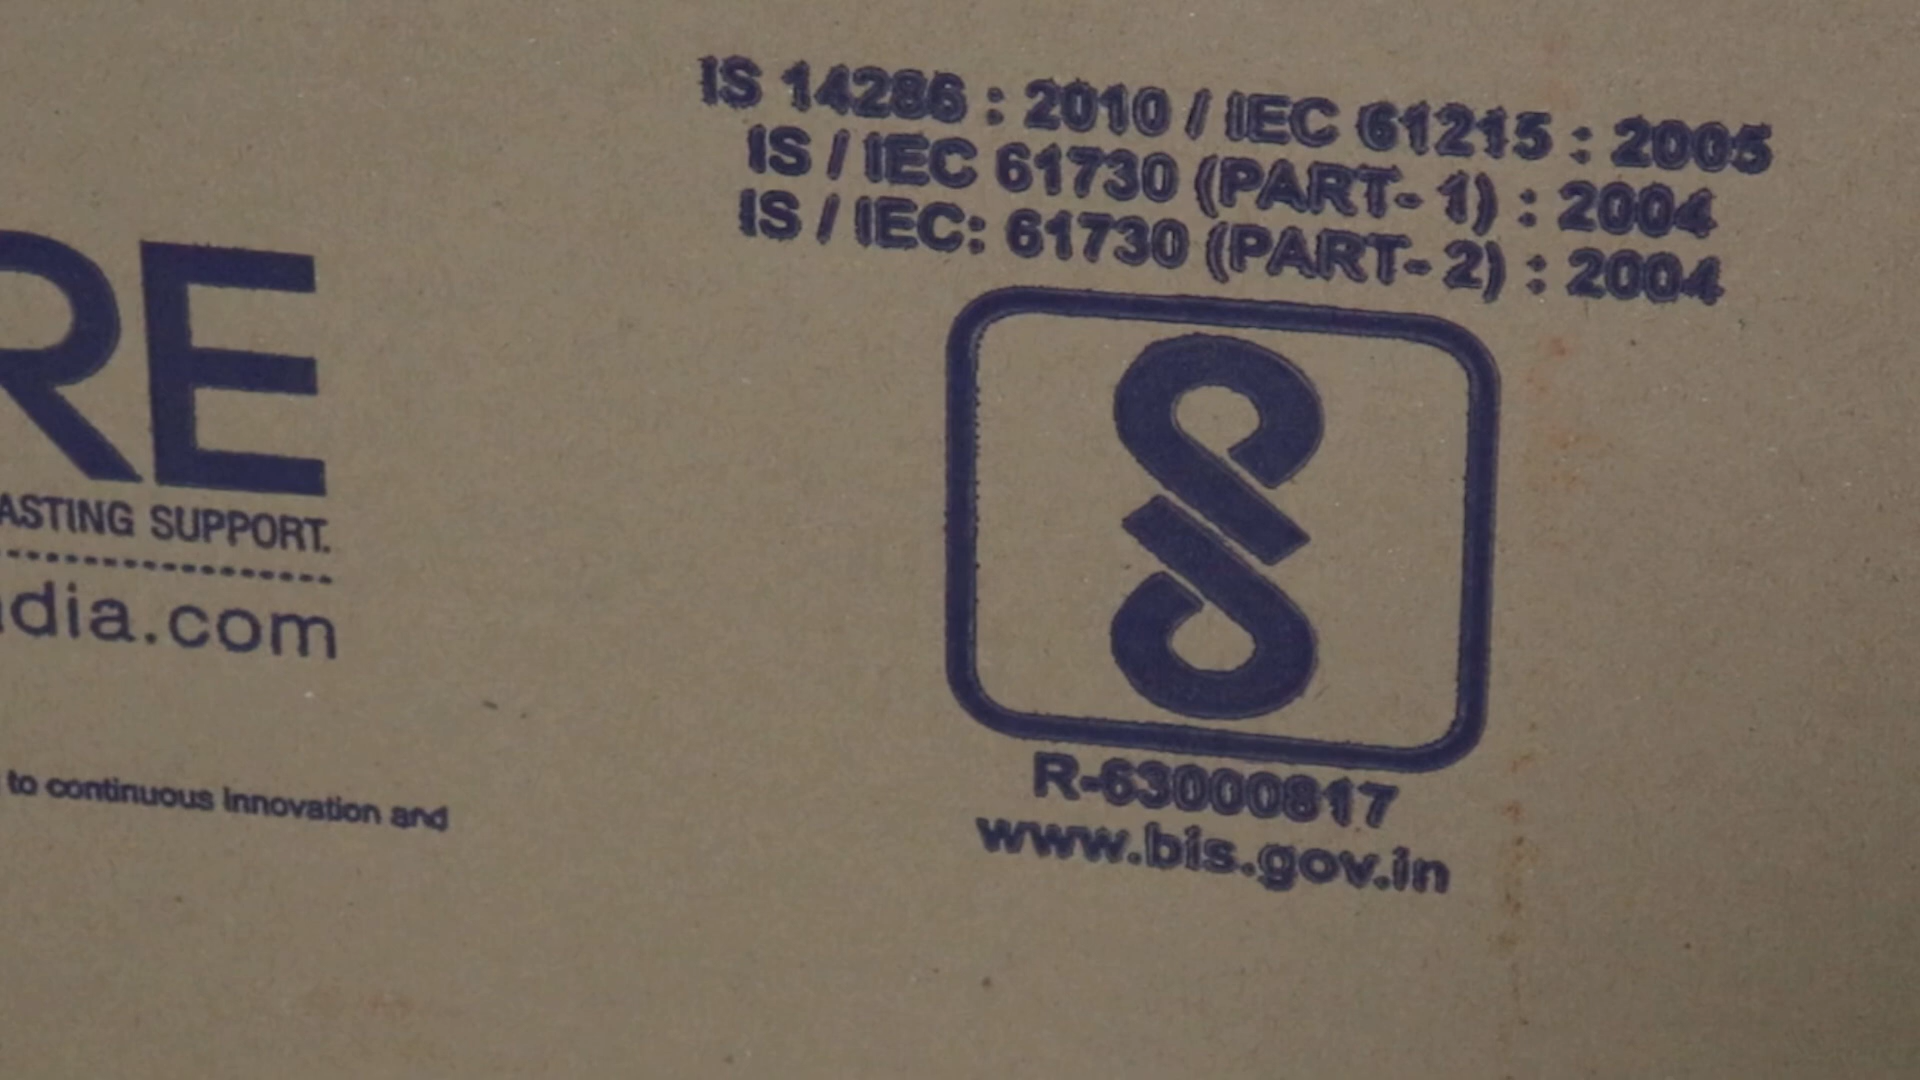 IS 14286 : 2010 / IEC 61215 : 2005
IS / IEC 61730 (PART- 1) : 2004
IS / IEC: 61730 (PART- 2) : 2004
R-63000817
www.bis.gov.in
RE
ASTING SUPPORT.
dia.com
to continuous Innovation and